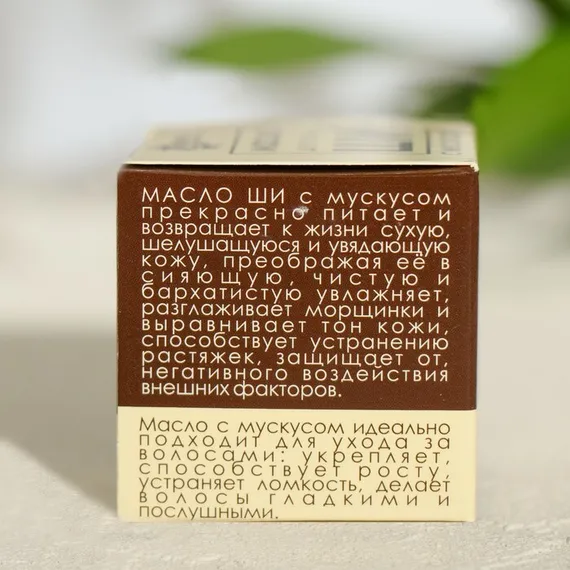 МАСЛО ШИ с мускусом
прекрасно питает и
возвращает к жизни сухую,
шелушащуюся и увядающую
кожу, преображая её в
сияющую, чистую и
бархатистую увлажняет,
разглаживает морщинки и
выравнивает тон кожи,
способствует устранению
растяжек, защищает от,
негативного воздействия
внешних факторов.
Масло с мускусом идеально
подходит для ухода за
волосами: укрепляет,
способствует росту,
устраняет ломкость, делает
волосы гладкими и
послушными.